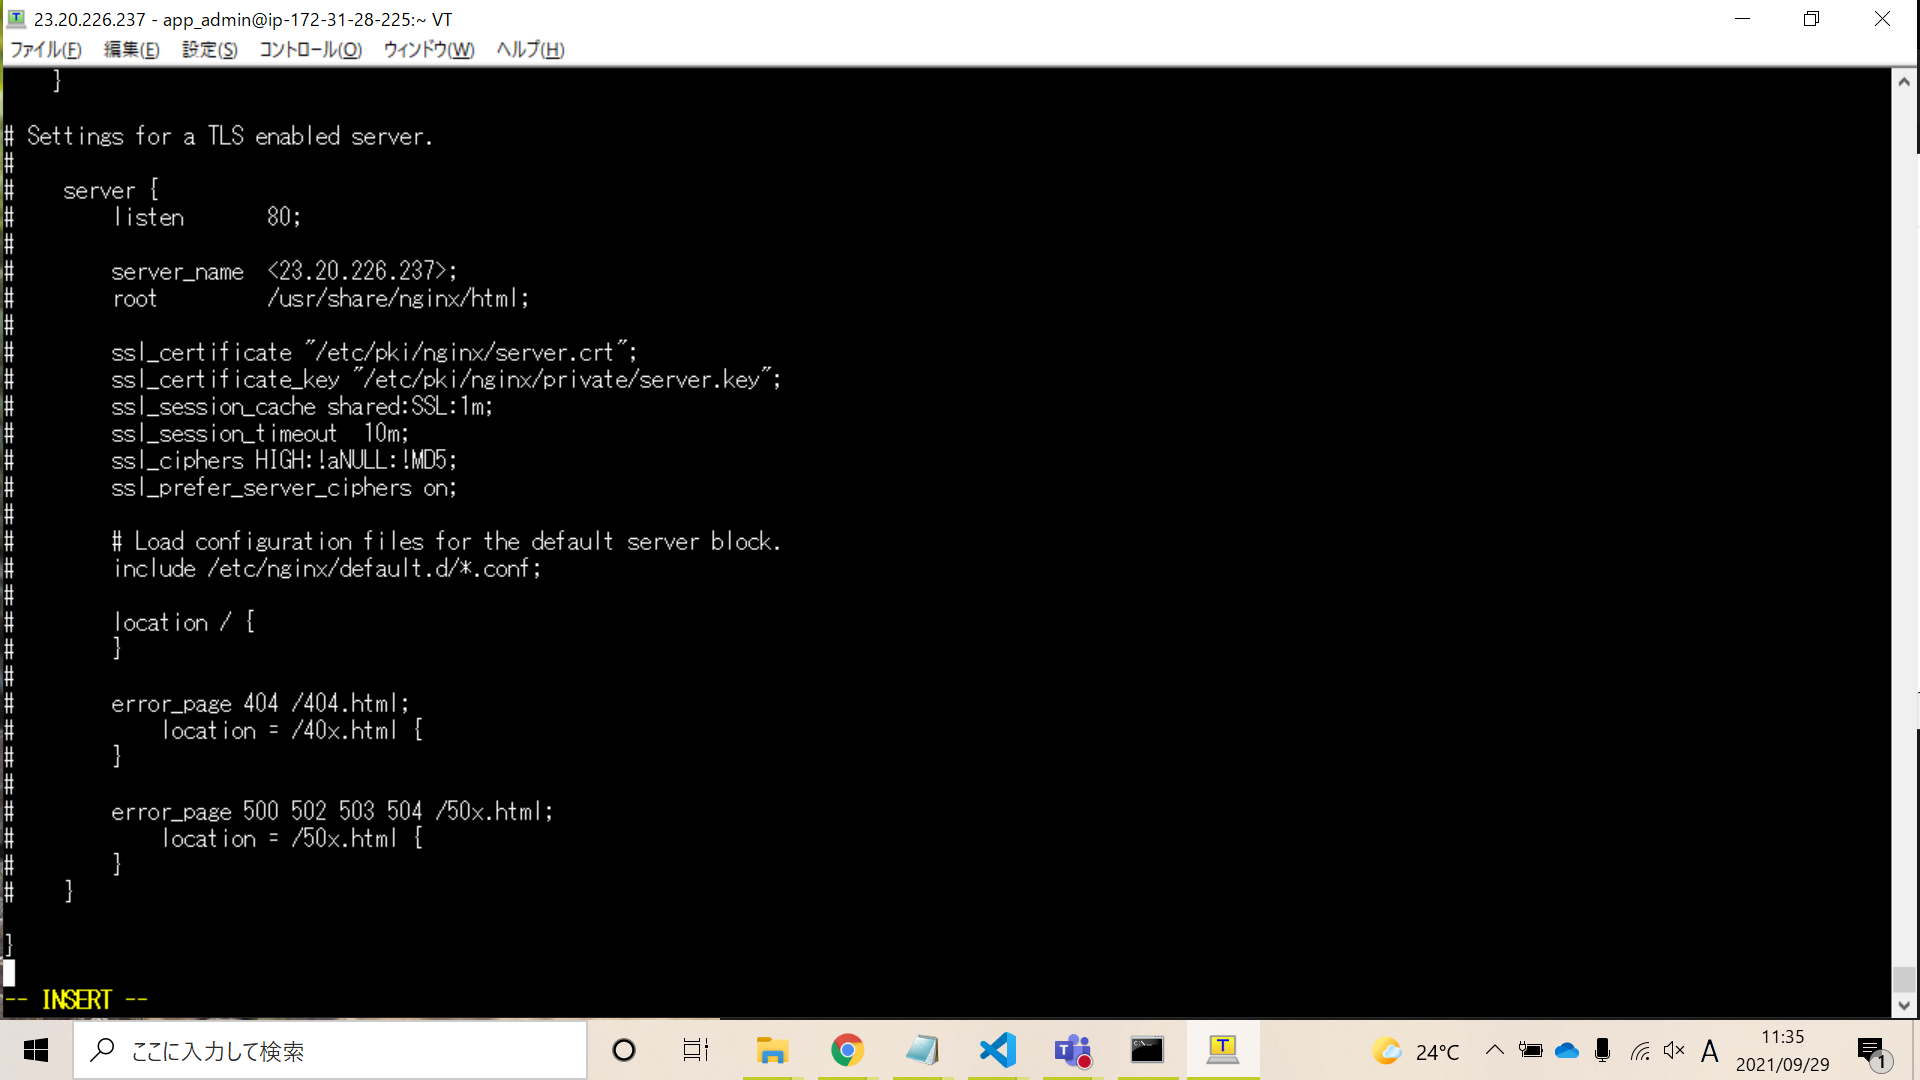 23.20.226.237 - app_admin@ip-172-31-28-225:~ VT
ファイル(F) 編集(E) 設定(S) コントロール(O) ウィンドウ(W) ヘルプ(H)
    }

# Settings for a TLS enabled server.
#
#    server {
#        listen       80;
#
#        server_name  <23.20.226.237>;
#        root         /usr/share/nginx/html;
#
#        ssl_certificate "/etc/pki/nginx/server.crt";
#        ssl_certificate_key "/etc/pki/nginx/private/server.key";
#        ssl_session_cache shared:SSL:1m;
#        ssl_session_timeout  10m;
#        ssl_ciphers HIGH:!aNULL:!MD5;
#        ssl_prefer_server_ciphers on;
#
#        # Load configuration files for the default server block.
#        include /etc/nginx/default.d/*.conf;
#
#        location / {
#        }
#
#        error_page 404 /404.html;
#            location = /40x.html {
#        }
#
#        error_page 500 502 503 504 /50x.html;
#            location = /50x.html {
#        }
#    }

}
-- INSERT --
ここに入力して検索
T
24°C
A
11:35
2021/09/29
1